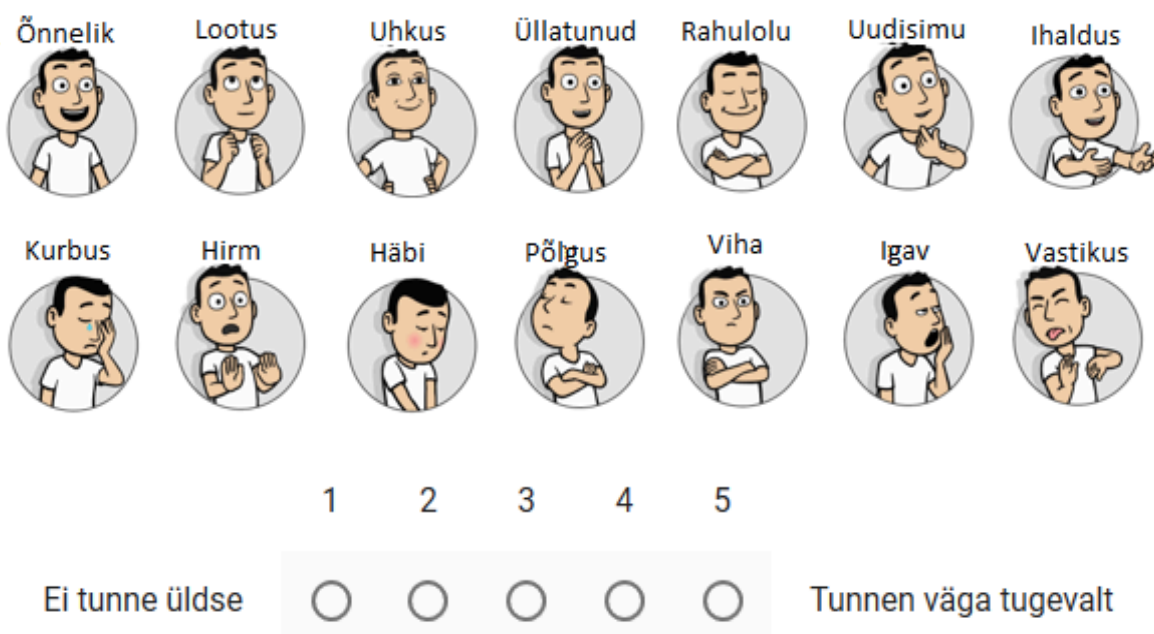 Õnnelik Lootus Uhkus Üllatunud Rahulolu Uudisimu Ihaldus
Kurbus Hirm Häbi Põlgus Viha Igav Vastikus
1 2 3 4 5
Ei tunne üldse Tunnen väga tugevalt